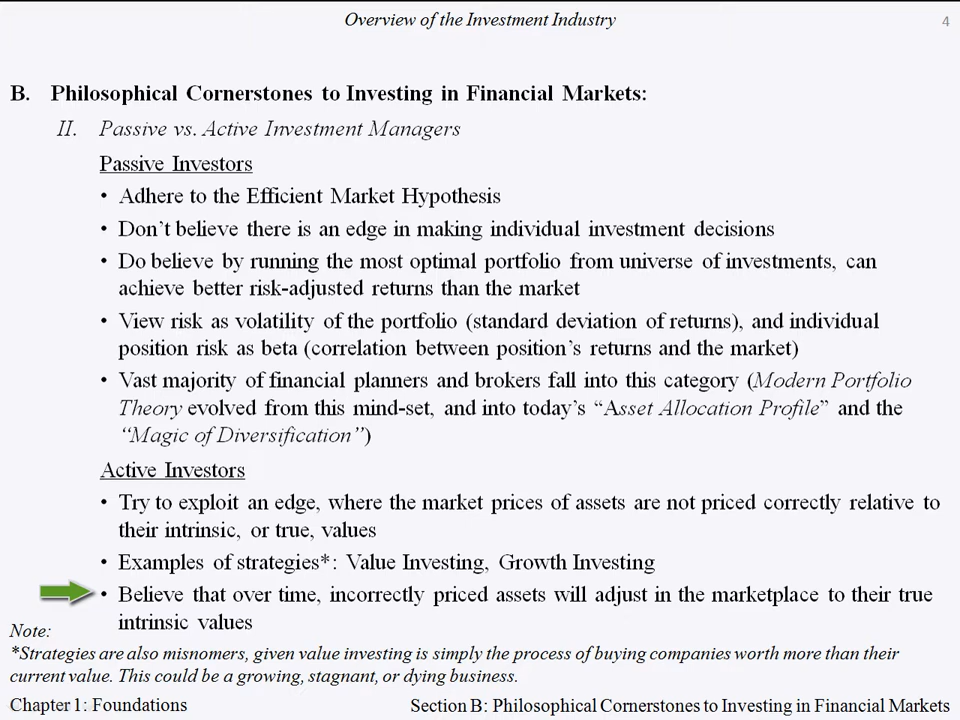 Overview of the Investment Industry
4
B. Philosophical Cornerstones to Investing in Financial Markets:
II. Passive vs. Active Investment Managers
Passive Investors
• Adhere to the Efficient Market Hypothesis
• Don't believe there is an edge in making individual investment decisions
• Do believe by running the most optimal portfolio from universe of investments, can
achieve better risk-adjusted returns than the market
• View risk as volatility of the portfolio (standard deviation of returns), and individual
position risk as beta (correlation between position's returns and the market)
• Vast majority of financial planners and brokers fall into this category (Modern Portfolio
Theory evolved from this mind-set, and into today's “Asset Allocation Profile” and the
“Magic of Diversification”)
Active Investors
• Try to exploit an edge, where the market prices of assets are not priced correctly relative to
their intrinsic, or true, values
• Examples of strategies*: Value Investing, Growth Investing
• Believe that over time, incorrectly priced assets will adjust in the marketplace to their true
intrinsic values
Note:
*Strategies are also misnomers, given value investing is simply the process of buying companies worth more than their
current value. This could be a growing, stagnant, or dying business.
Chapter 1: Foundations
Section B: Philosophical Cornerstones to Investing in Financial Markets